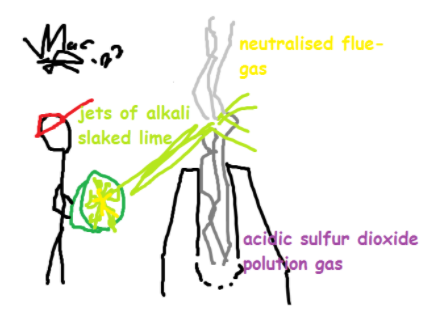 neutralised flue-
gas
jets of alkali
slaked lime
acidic sulfur dioxide
polution gas